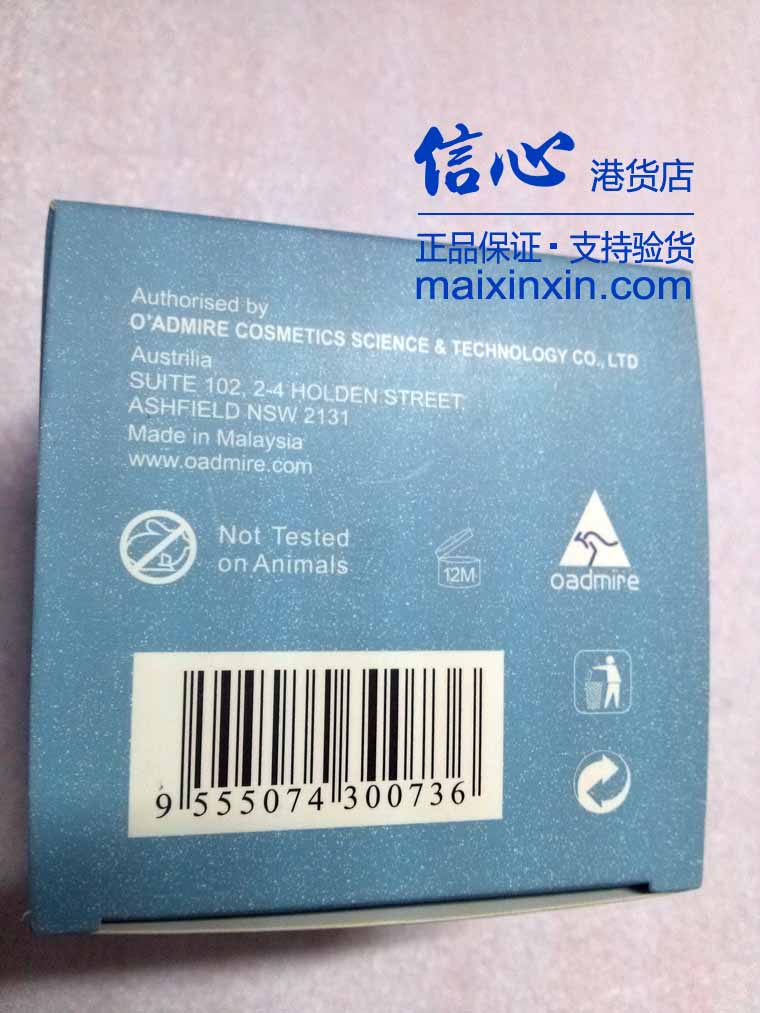 信心 港货店
正品保证·支持验货
maixinxin.com
Authorised by
O'ADMIRE COSMETICS SCIENCE & TECHNOLOGY CO., LTD
Austrilia
SUITE 102, 2-4 HOLDEN STREET,
ASHFIELD NSW 2131
Made in Malaysia
www.oadmire.com
Not Tested
on Animals
12M
oadmire
9 555074 300736